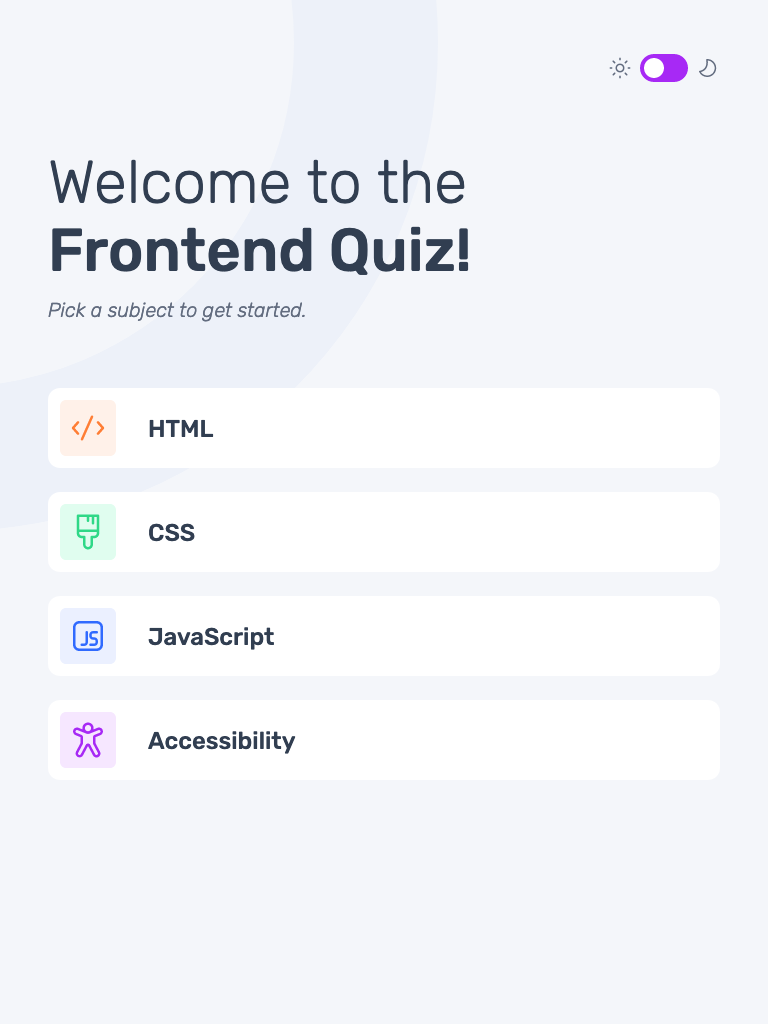 Welcome to the
Frontend Quiz!
Pick a subject to get started.
HTML
CSS
JS
JavaScript
Accessibility